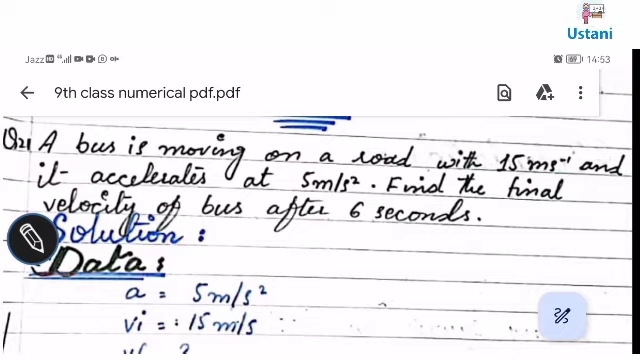 Ustani
Jazz 14:53
9th class numerical pdf.pdf
Q21 A bus is moving on a road with 15ms⁻¹ and
it accelerates at 5m/s². Find the final
velocity of bus after 6 seconds.
Solution :
Data :
a = 5m/s²
vi = 15m/s
vf ?